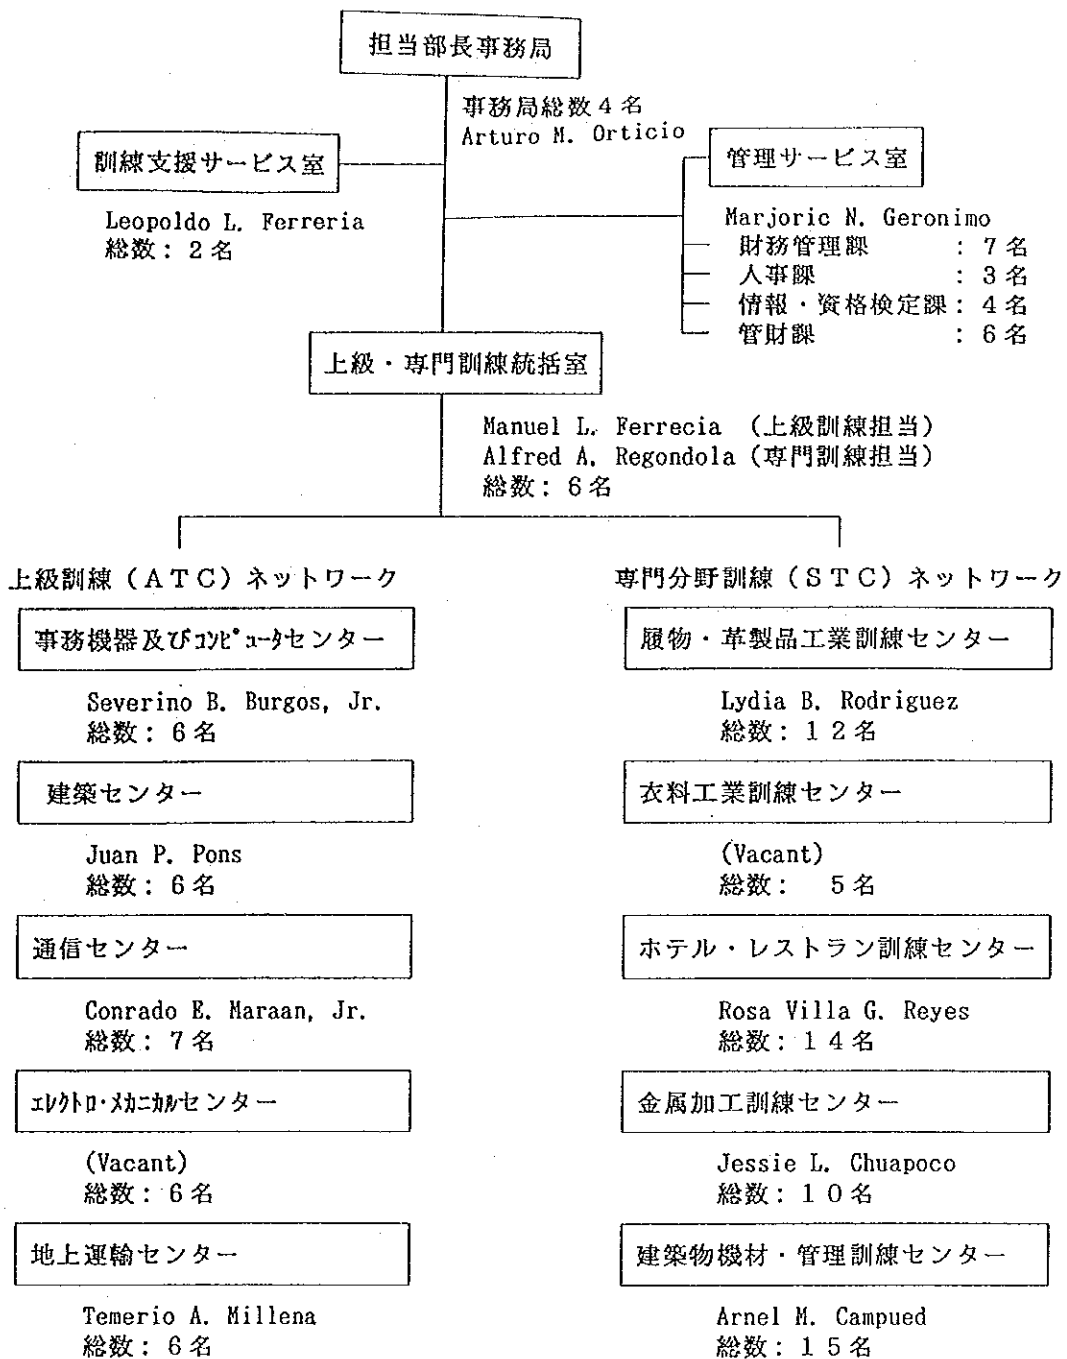 担当部長事務局
事務局総数4名
Arturo M. Orticio
訓練支援サービス室
Leopoldo L. Ferreria
総数: 2名
管理サービス室
Marjoric N. Geronimo
財務管理課 : 7名
人事課 : 3名
情報・資格検定課: 4名
管財課 : 6名
上級・専門訓練統括室
Manuel L. Ferrecia (上級訓練担当)
Alfred A. Regondola (専門訓練担当)
総数: 6名
上級訓練(ATC)ネットワーク
事務機器及びコンピュータセンター
Severino B. Burgos, Jr.
総数: 6名
建築センター
Juan P. Pons
総数: 6名
通信センター
Conrado E. Maraan, Jr.
総数: 7名
エレクトロ・メカニカルセンター
(Vacant)
総数: 6名
地上運輸センター
Temerio A. Millena
総数: 6名
専門分野訓練(STC)ネットワーク
履物・革製品工業訓練センター
Lydia B. Rodriguez
総数: 12名
衣料工業訓練センター
(Vacant)
総数: 5名
ホテル・レストラン訓練センター
Rosa Villa G. Reyes
総数: 14名
金属加工訓練センター
Jessie L. Chuapoco
総数: 10名
建築物機材・管理訓練センター
Arnel M. Campued
総数: 15名